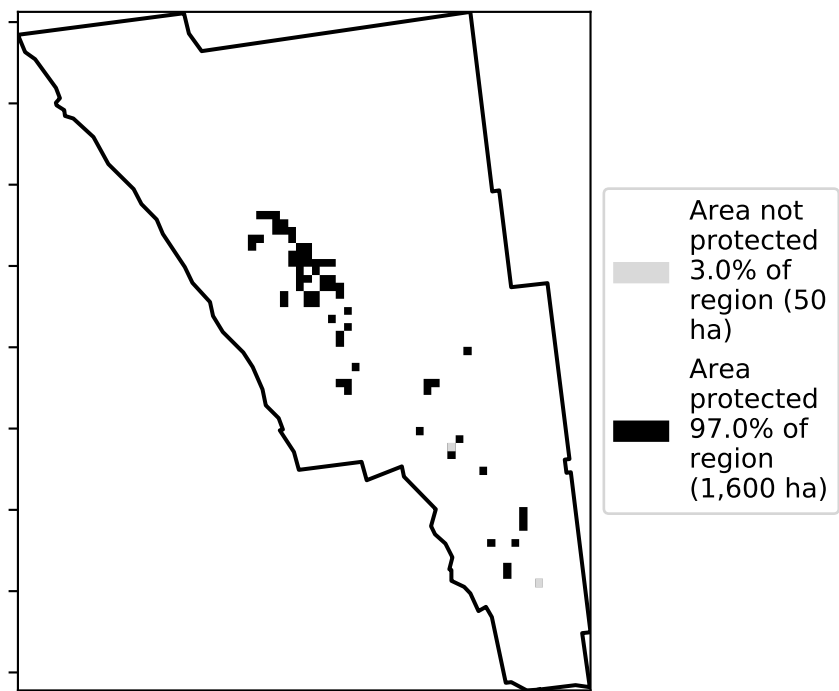 Area not
protected
3.0% of
region (50
ha)
Area
protected
97.0% of
region
(1,600 ha)